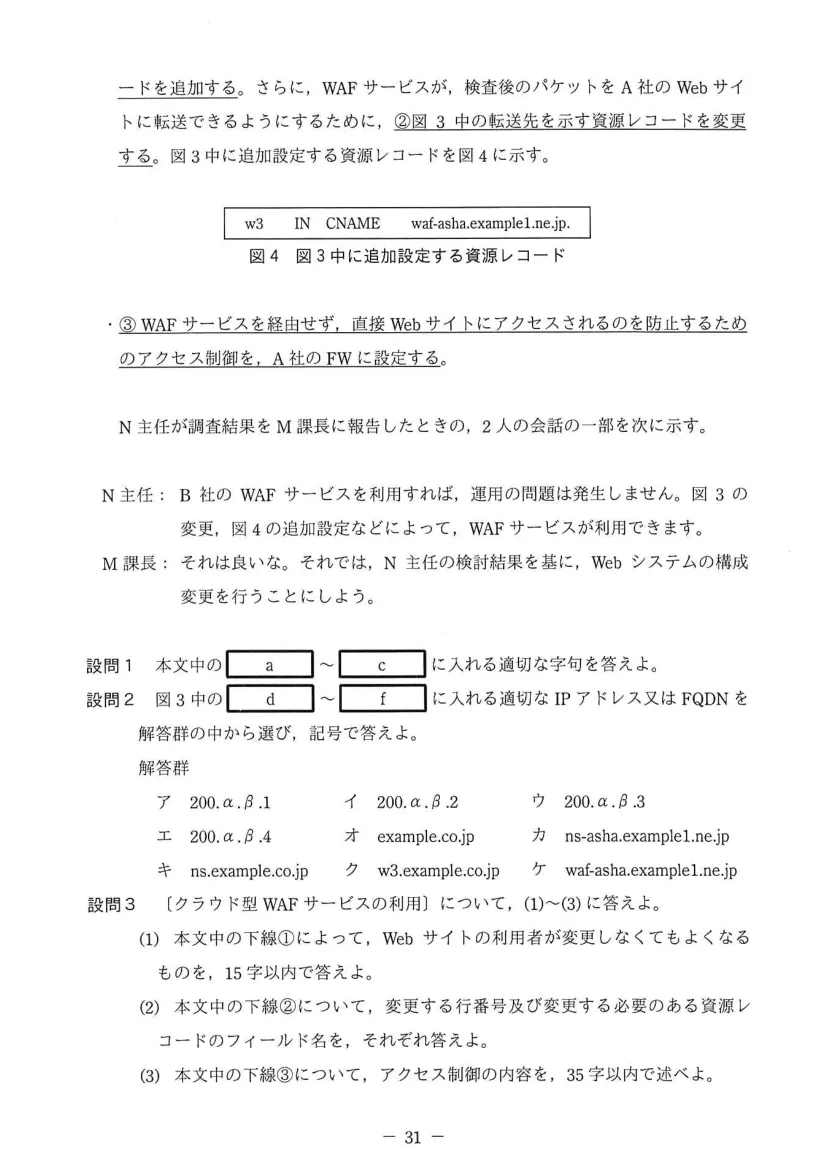 ードを追加する。さらに，WAF サービスが，検査後のパケットを A 社の Web サイ
トに転送できるようにするために，②図 3 中の転送先を示す資源レコードを変更
する。図 3 中に追加設定する資源レコードを図 4 に示す。
w3 IN CNAME waf-asha.example1.ne.jp.
図 4 図 3 中に追加設定する資源レコード
・③ WAF サービスを経由せず，直接 Web サイトにアクセスされるのを防止するため
のアクセス制御を，A 社の FW に設定する。
N 主任が調査結果を M 課長に報告したときの，2 人の会話の一部を次に示す。
N 主任： B 社の WAF サービスを利用すれば，運用の問題は発生しません。図 3 の
変更，図 4 の追加設定などによって，WAF サービスが利用できます。
M 課長： それは良いな。それでは，N 主任の検討結果を基に，Web システムの構成
変更を行うことにしよう。
設問 1 本文中の a ～ c に入れる適切な字句を答えよ。
設問 2 図 3 中の d ～ f に入れる適切な IP アドレス又は FQDN を
解答群の中から選び，記号で答えよ。
解答群
ア 200.α.β.1 イ 200.α.β.2 ウ 200.α.β.3
エ 200.α.β.4 オ example.co.jp カ ns-asha.example1.ne.jp
キ ns.example.co.jp ク w3.example.co.jp ケ waf-asha.example1.ne.jp
設問 3 〔クラウド型 WAF サービスの利用〕について，(1)～(3) に答えよ。
(1) 本文中の下線①によって，Web サイトの利用者が変更しなくてもよくなる
ものを，15 字以内で答えよ。
(2) 本文中の下線②について，変更する行番号及び変更する必要のある資源レ
コードのフィールド名を，それぞれ答えよ。
(3) 本文中の下線③について，アクセス制御の内容を，35 字以内で述べよ。
－ 31 －